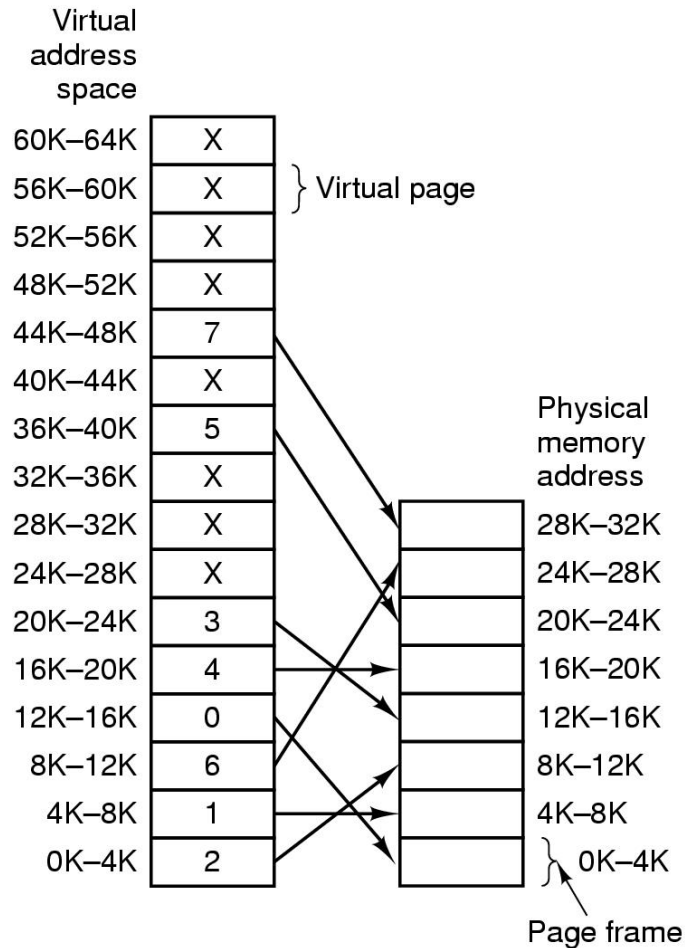 Virtual
address
space
60K–64K X
56K–60K X Virtual page
52K–56K X
48K–52K X
44K–48K 7
40K–44K X
36K–40K 5
32K–36K X
28K–32K X
24K–28K X
20K–24K 3
16K–20K 4
12K–16K 0
8K–12K 6
4K–8K 1
0K–4K 2
Physical
memory
address
28K–32K
24K–28K
20K–24K
16K–20K
12K–16K
8K–12K
4K–8K
0K–4K
Page frame